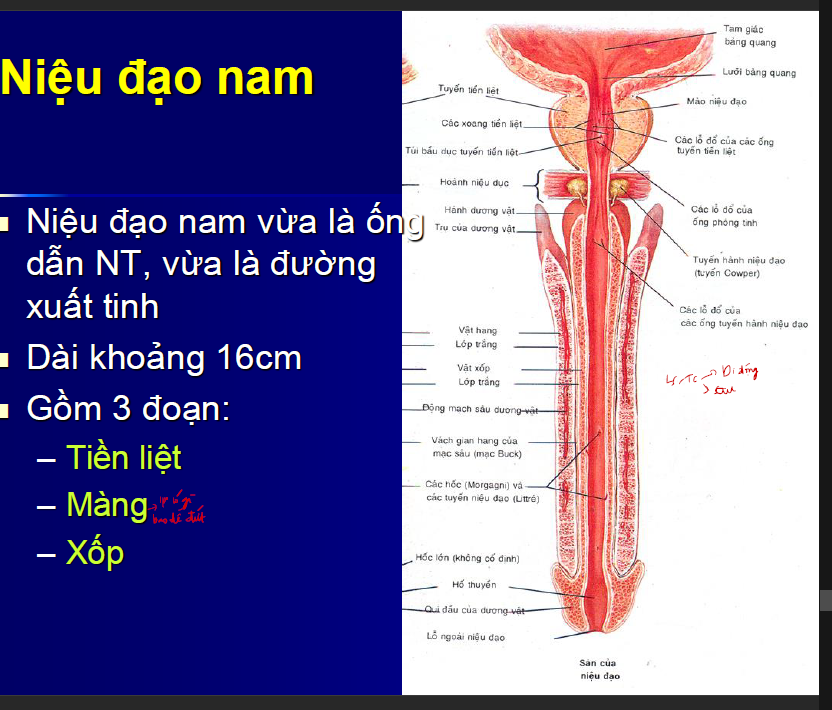 Niệu đạo nam
Niệu đạo nam vừa là ống
dẫn NT, vừa là đường
xuất tinh
Dài khoảng 16cm
Gồm 3 đoạn:
– Tiền liệt
– Màng
– Xốp
Tam giác
bàng quang
Lưỡi bàng quang
Mào niệu đạo
Các lỗ đổ của các ống
tuyến tiền liệt
Các lỗ đổ của
ống phóng tinh
Tuyến hành niệu đạo
(tuyến Cowper)
Các lỗ đổ của
các ống tuyến hành niệu đạo
Tuyến tiền liệt
Các xoang tiền liệt
Túi bầu dục tuyến tiền liệt
Hoành niệu dục
Hành dương vật
Trụ của dương vật
Vật hang
Lớp trắng
Vật xốp
Lớp trắng
Động mạch sâu dương vật
Vách gian hang của
mạc sâu (mạc Buck)
Các hốc (Morgagni) và
các tuyến niệu đạo (Littré)
Hốc lớn (không cố định)
Hố thuyền
Qui đầu của dương vật
Lỗ ngoài niệu đạo
Sàn của
niệu đạo